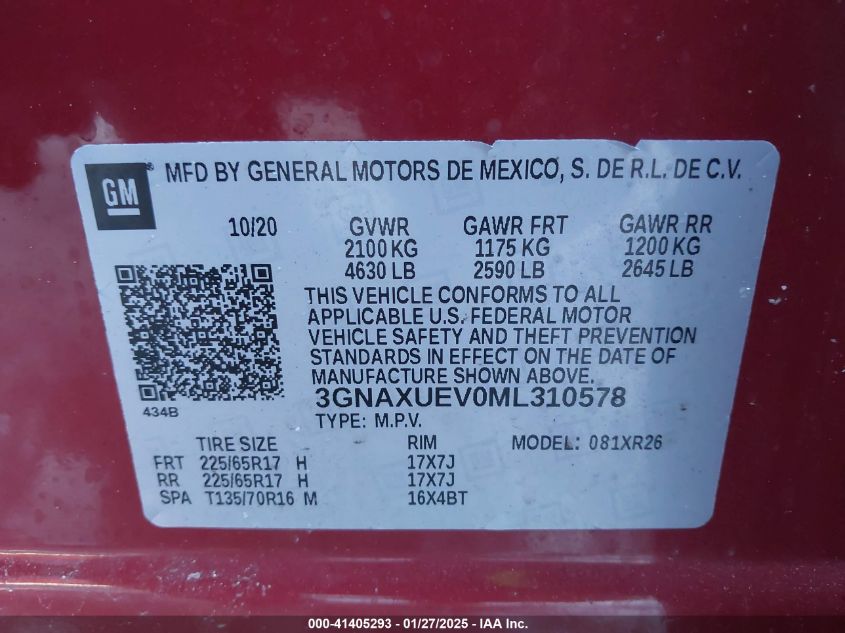 GM
MFD BY GENERAL MOTORS DE MEXICO, S. DE R.L. DE C.V.
10/20 GVWR GAWR FRT GAWR RR
2100 KG 1175 KG 1200 KG
4630 LB 2590 LB 2645 LB
THIS VEHICLE CONFORMS TO ALL
APPLICABLE U.S. FEDERAL MOTOR
VEHICLE SAFETY AND THEFT PREVENTION
STANDARDS IN EFFECT ON THE DATE OF
MANUFACTURE SHOWN ABOVE.
3GNAXUEV0ML310578
434B
TYPE: M.P.V.
TIRE SIZE RIM MODEL: 081XR26
FRT 225/65R17 H 17X7J
RR 225/65R17 H 17X7J
SPA T135/70R16 M 16X4BT
000-41405293 - 01/27/2025 - IAA Inc.